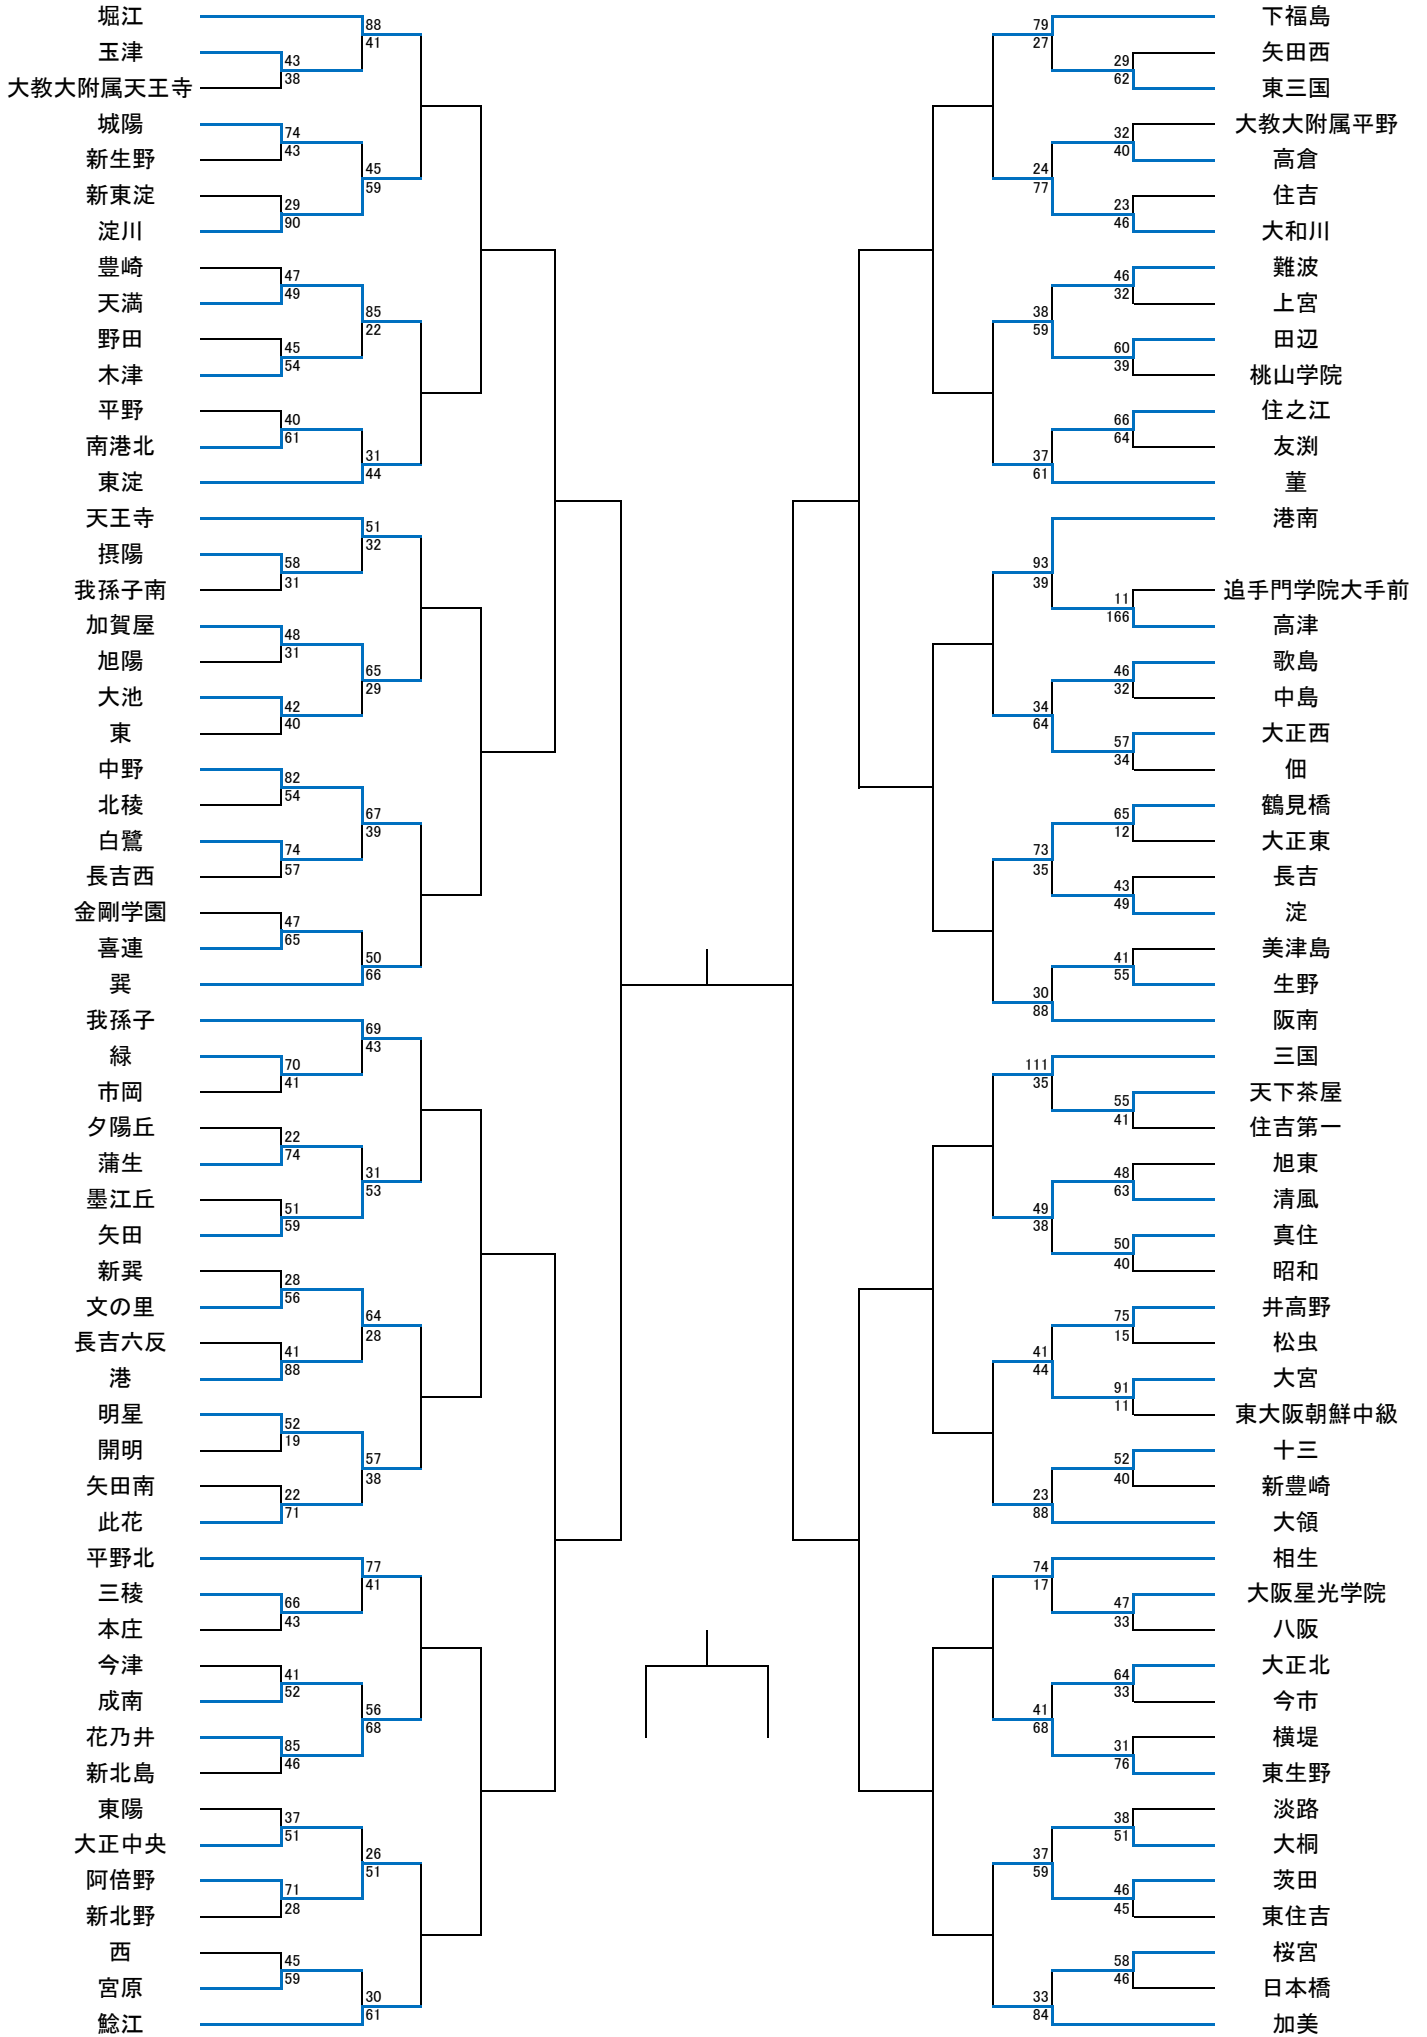 堀江
88
41
玉津
43
38
大教大附属天王寺
城陽
74
43
新生野
45
59
新東淀
29
90
淀川
豊崎
47
49
天満
85
22
野田
45
54
木津
平野
40
61
南港北
31
44
東淀
天王寺
51
32
摂陽
58
31
我孫子南
加賀屋
48
31
旭陽
65
29
大池
42
40
東
中野
82
54
北稜
67
39
白鷺
74
57
長吉西
金剛学園
47
65
喜連
50
66
巽
我孫子
69
43
緑
70
41
市岡
夕陽丘
22
74
蒲生
31
53
墨江丘
51
59
矢田
新巽
28
56
文の里
64
28
長吉六反
41
88
港
明星
52
19
開明
57
38
矢田南
22
71
此花
平野北
77
41
三稜
66
43
本庄
今津
41
52
成南
56
68
花乃井
85
46
新北島
東陽
37
51
大正中央
26
51
阿倍野
71
28
新北野
西
45
59
宮原
30
61
鯰江
下福島
79
27
矢田西
29
62
東三国
大教大附属平野
32
40
高倉
24
77
住吉
23
46
大和川
難波
46
32
上宮
38
59
田辺
60
39
桃山学院
住之江
66
64
友渕
37
61
菫
港南
93
39
追手門学院大手前
11
166
高津
歌島
46
32
中島
34
64
大正西
57
34
佃
鶴見橋
65
12
大正東
73
35
長吉
43
49
淀
美津島
41
55
生野
30
88
阪南
三国
111
35
天下茶屋
55
41
住吉第一
旭東
48
63
清風
49
38
真住
50
40
昭和
井高野
75
15
松虫
41
44
大宮
91
11
東大阪朝鮮中級
十三
52
40
新豊崎
23
88
大領
相生
74
17
大阪星光学院
47
33
八阪
大正北
64
33
今市
41
68
横堤
31
76
東生野
淡路
38
51
大桐
37
59
茨田
46
45
東住吉
桜宮
58
46
日本橋
33
84
加美